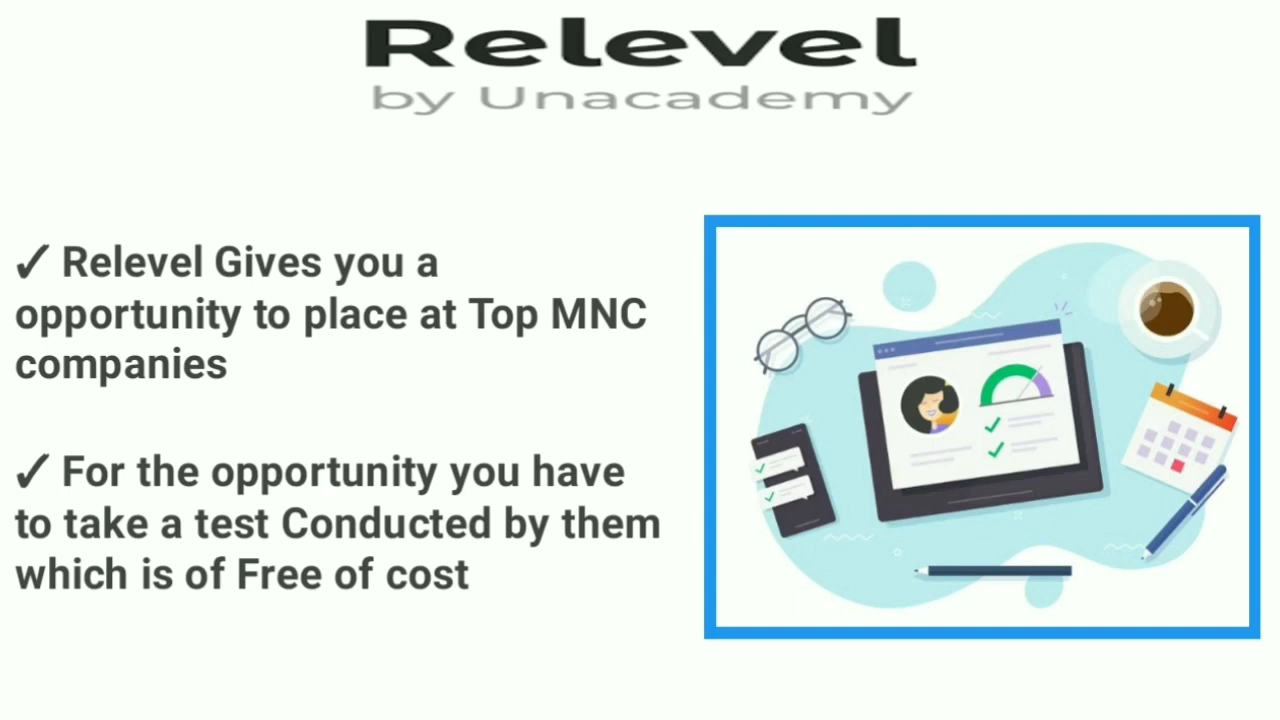 Relevel
by Unacademy
✓ Relevel Gives you a
opportunity to place at Top MNC
companies
✓ For the opportunity you have
to take a test Conducted by them
which is of Free of cost